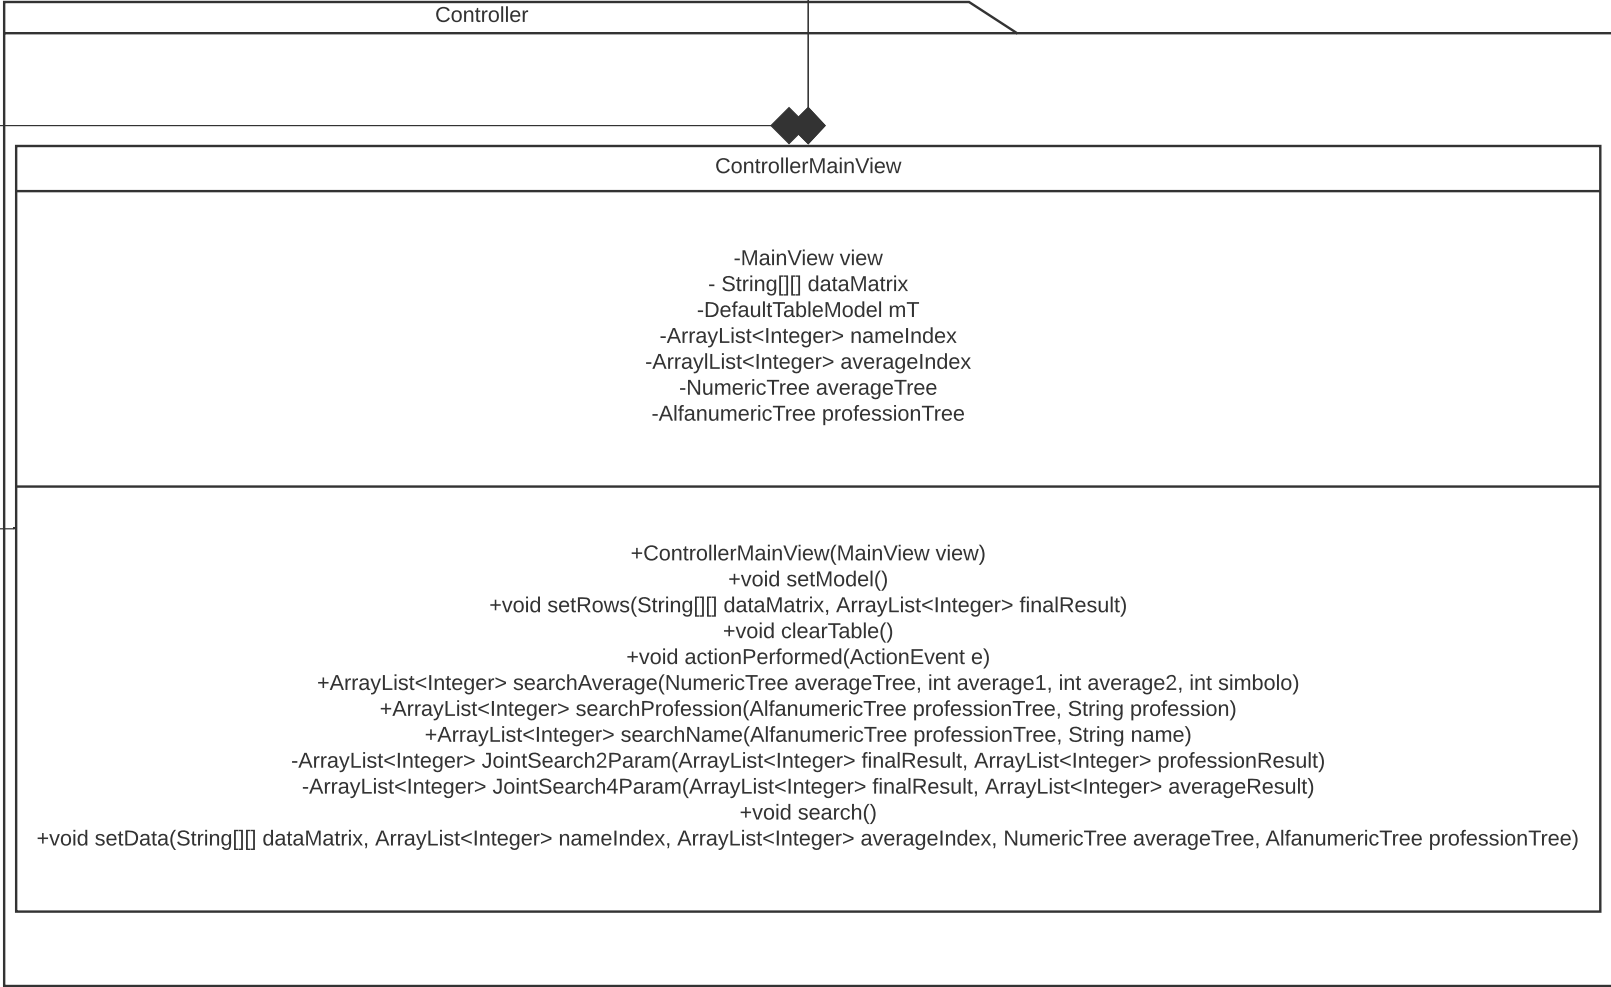 Controller
ControllerMainView
-MainView view
- String[][] dataMatrix
-DefaultTableModel mT
-ArrayList<Integer> nameIndex
-ArraylList<Integer> averageIndex
-NumericTree averageTree
-AlfanumericTree professionTree
+ControllerMainView(MainView view)
+void setModel()
+void setRows(String[][] dataMatrix, ArrayList<Integer> finalResult)
+void clearTable()
+void actionPerformed(ActionEvent e)
+ArrayList<Integer> searchAverage(NumericTree averageTree, int average1, int average2, int simbolo)
+ArrayList<Integer> searchProfession(AlfanumericTree professionTree, String profession)
+ArrayList<Integer> searchName(AlfanumericTree professionTree, String name)
-ArrayList<Integer> JointSearch2Param(ArrayList<Integer> finalResult, ArrayList<Integer> professionResult)
-ArrayList<Integer> JointSearch4Param(ArrayList<Integer> finalResult, ArrayList<Integer> averageResult)
+void search()
+void setData(String[][] dataMatrix, ArrayList<Integer> nameIndex, ArrayList<Integer> averageIndex, NumericTree averageTree, AlfanumericTree professionTree)